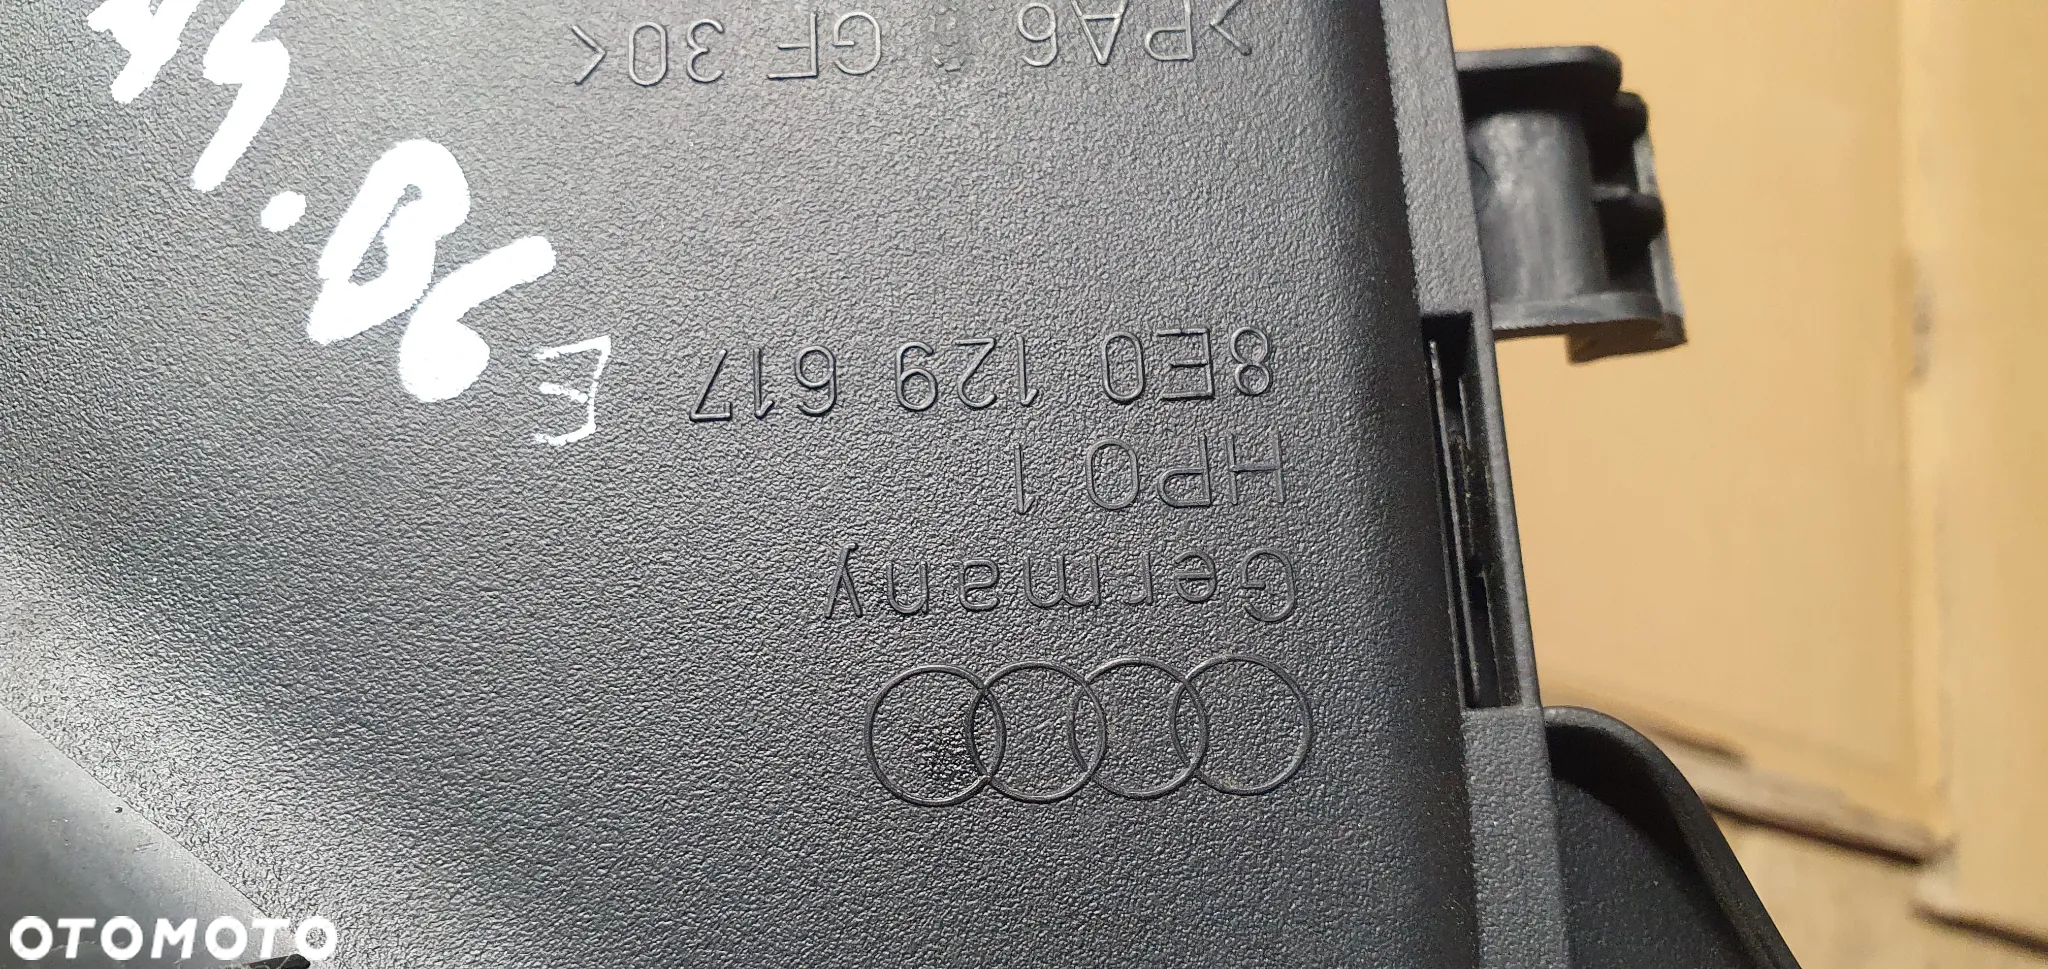 Germany
HP0 1
8E0 129 617
>PA6 GF 30<
OTOMOTO